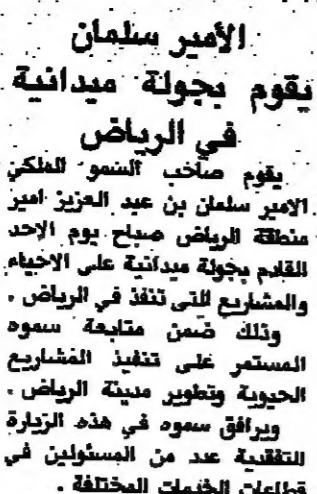 الأمير سلمان
يقوم بجولة ميدانية
في الرياض
يقوم صاحب السمو الملكي
الامير سلمان بن عبد العزيز امير
منطقة الرياض صباح يوم الاحد
القادم بجولة ميدانية على الاحياء
والمشاريع التى تنفذ في الرياض .
وذلك ضمن متابعة سموه
المستمر على تنفيذ المشاريع
الحيوية وتطوير مدينة الرياض .
ويرافق سموه في هذه الزيارة
التفقدية عدد من المسئولين في
قطاعات الخدمات المختلفة .